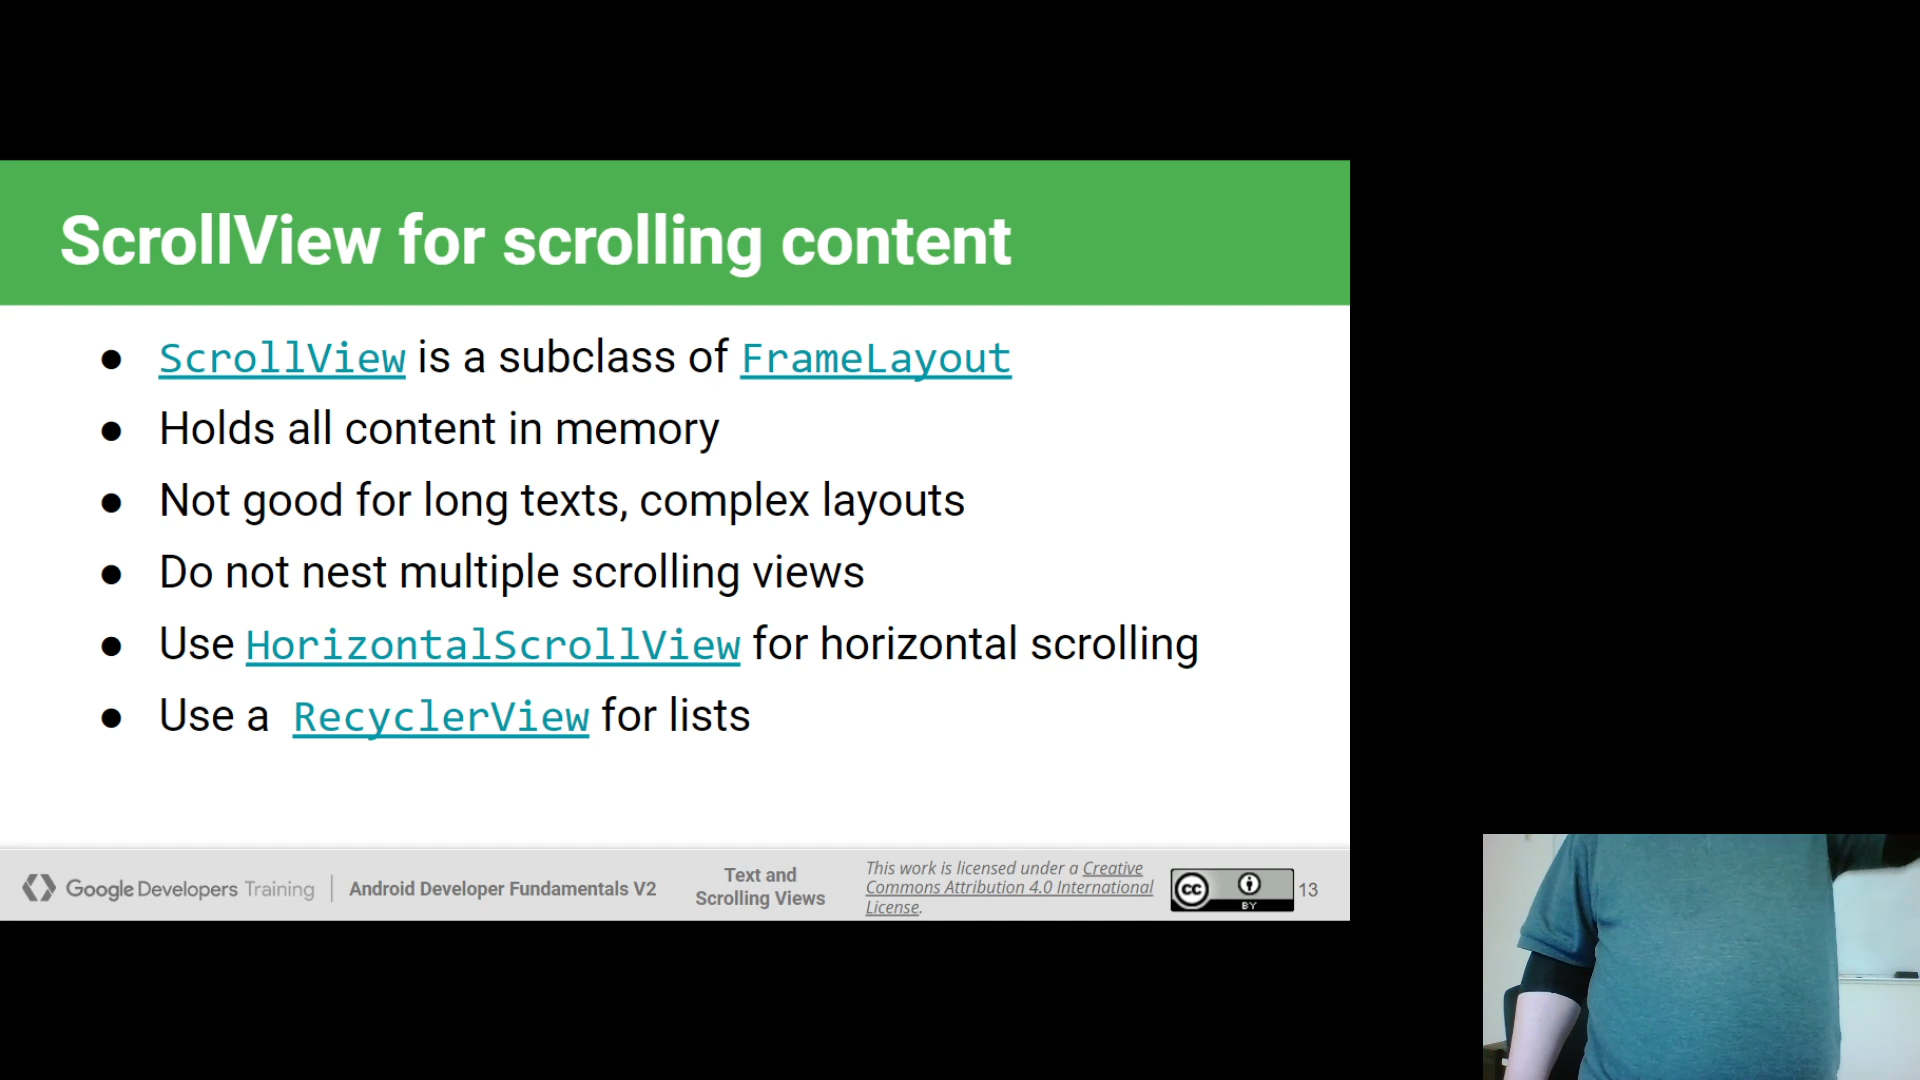 ScrollView for scrolling content
● ScrollView is a subclass of FrameLayout
● Holds all content in memory
● Not good for long texts, complex layouts
● Do not nest multiple scrolling views
● Use HorizontalScrollView for horizontal scrolling
● Use a RecyclerView for lists
Google Developers Training
Android Developer Fundamentals V2
Text and
Scrolling Views
This work is licensed under a Creative
Commons Attribution 4.0 International
License.
cc
BY
13